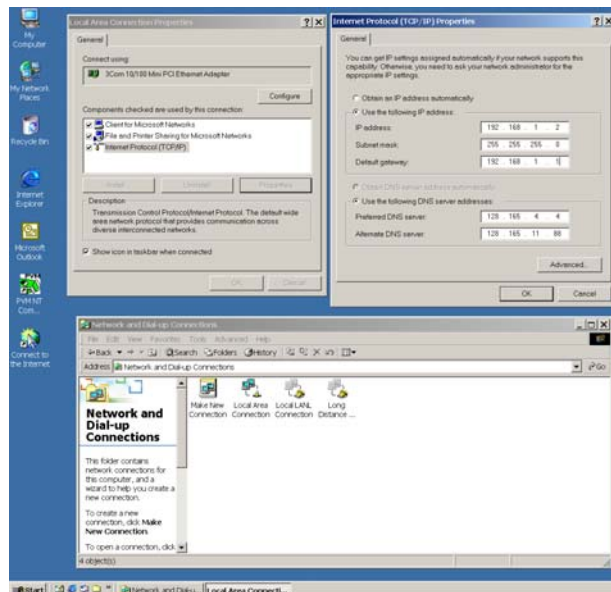 My
Computer
My Network
Places
Recycle Bin
Internet
Explorer
Microsoft
Outlook
PVM NT
Com...
Connect to
the Internet
Local Area Connection Properties
General
Connect using:
3Com 10/100 Mini PCI Ethernet Adapter
Configure
Components checked are used by this connection:
Client for Microsoft Networks
File and Printer Sharing for Microsoft Networks
Internet Protocol (TCP/IP)
Install...
Uninstall
Properties
Description
Transmission Control Protocol/Internet Protocol. The default wide
area network protocol that provides communication across
diverse interconnected networks.
Show icon in taskbar when connected
OK
Cancel
Internet Protocol (TCP/IP) Properties
General
You can get IP settings assigned automatically if your network supports this
capability. Otherwise, you need to ask your network administrator for the
appropriate IP settings.
Obtain an IP address automatically
Use the following IP address:
IP address: 192 . 168 . 1 . 2
Subnet mask: 255 . 255 . 255 . 0
Default gateway: 192 . 168 . 1 . 1
Obtain DNS server address automatically
Use the following DNS server addresses:
Preferred DNS server: 128 . 165 . 4 . 4
Alternate DNS server: 128 . 165 . 11 . 88
Advanced...
OK
Cancel
Network and Dial-up Connections
File Edit View Favorites Tools Advanced Help
Back Search Folders History
Address Network and Dial-up Connections Go
Network and
Dial-up
Connections
This folder contains
network connections for
this computer, and a
wizard to help you create a
new connection.
To create a new
connection, click Make
New Connection.
To open a connection, click
Make New
Connection
Local Area
Connection
Local LANL
Connection
Long
Distance ...
4 object(s)
Start
Network and Dial-u...
Local Area Connecti...